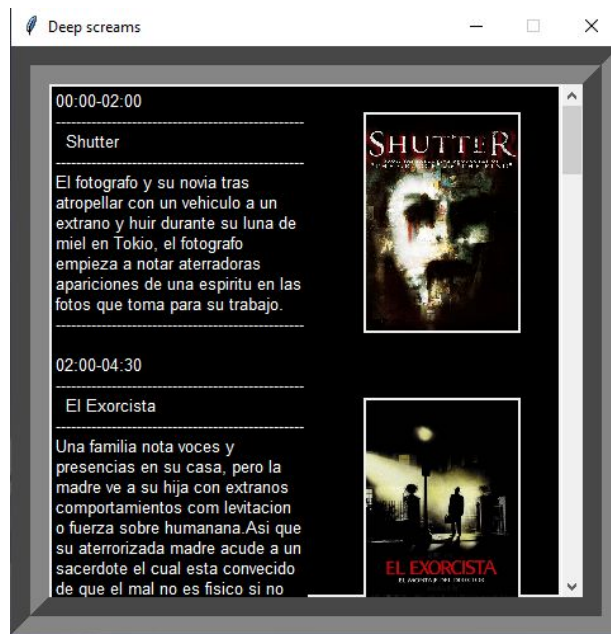 Deep screams
00:00-02:00
--------------------------------------------------
Shutter
--------------------------------------------------
El fotografo y su novia tras
atropellar con un vehiculo a un
extrano y huir durante su luna de
miel en Tokio, el fotografo
empieza a notar aterradoras
apariciones de una espiritu en las
fotos que toma para su trabajo.
--------------------------------------------------
SHUTTER
02:00-04:30
--------------------------------------------------
El Exorcista
--------------------------------------------------
Una familia nota voces y
presencias en su casa, pero la
madre ve a su hija con extranos
comportamientos com levitacion
o fuerza sobre humanana.Asi que
su aterrorizada madre acude a un
sacerdote el cual esta convecido
de que el mal no es fisico si no
EL EXORCISTA
EL MONTAJE DEL DIRECTOR